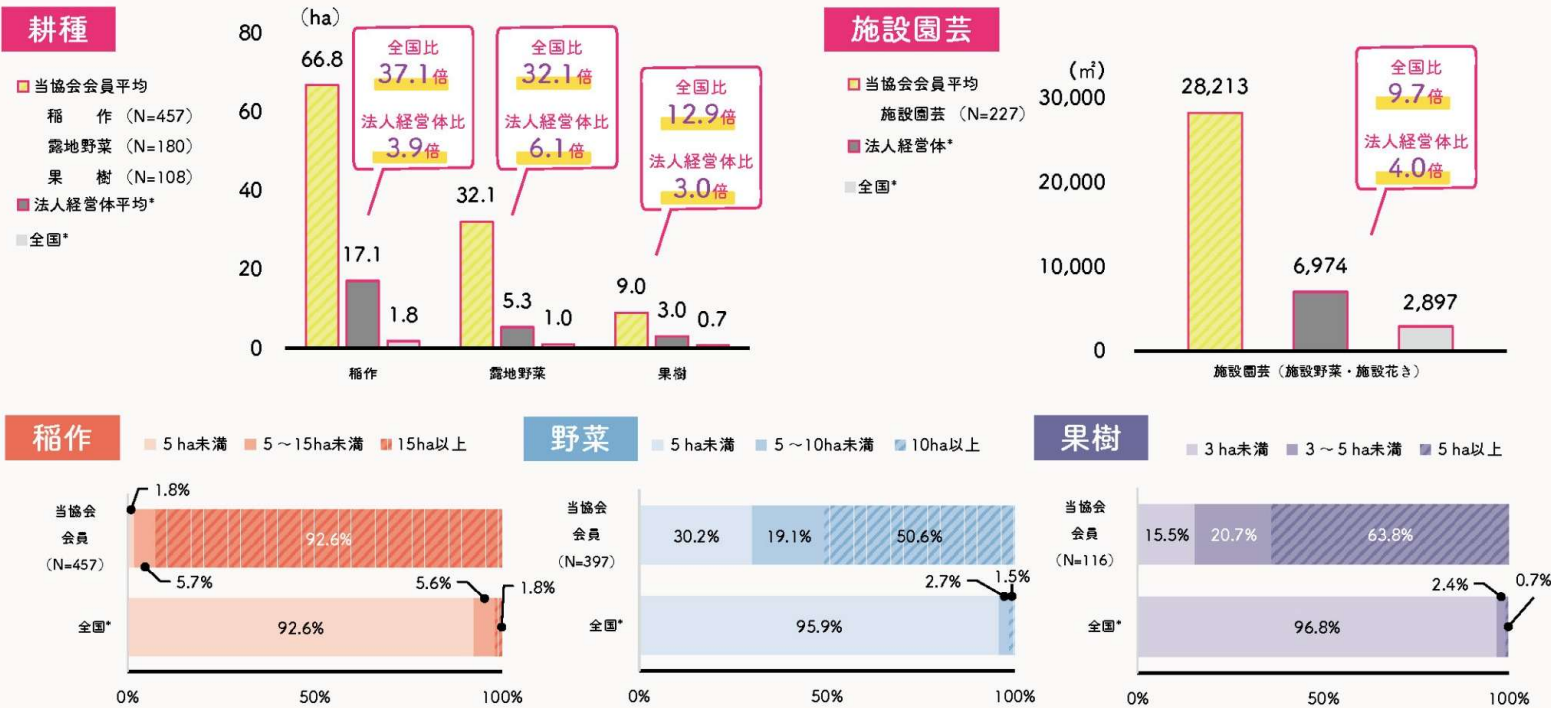 耕種
当協会会員平均
稲　作 (N=457)
露地野菜 (N=180)
果　樹 (N=108)
法人経営体平均*
全国*
(ha)
80
60
40
20
0
66.8
17.1
1.8
32.1
5.3
1.0
9.0
3.0
0.7
全国比
37.1倍
法人経営体比
3.9倍
全国比
32.1倍
法人経営体比
6.1倍
全国比
12.9倍
法人経営体比
3.0倍
稲作
露地野菜
果樹
施設園芸
当協会会員平均
施設園芸 (N=227)
法人経営体*
全国*
(㎡)
30,000
20,000
10,000
0
28,213
6,974
2,897
全国比
9.7倍
法人経営体比
4.0倍
施設園芸（施設野菜・施設花き）
稲作
5 ha未満 5～15ha未満 15ha以上
1.8%
当協会
会員
(N=457)
92.6%
5.7%
5.6%
1.8%
全国*
92.6%
0% 50% 100%
野菜
5 ha未満 5～10ha未満 10ha以上
当協会
会員
(N=397)
30.2% 19.1% 50.6%
2.7% 1.5%
全国*
95.9%
0% 50% 100%
果樹
3 ha未満 3～5 ha未満 5 ha以上
当協会
会員
(N=116)
15.5% 20.7% 63.8%
2.4% 0.7%
全国*
96.8%
0% 50% 100%